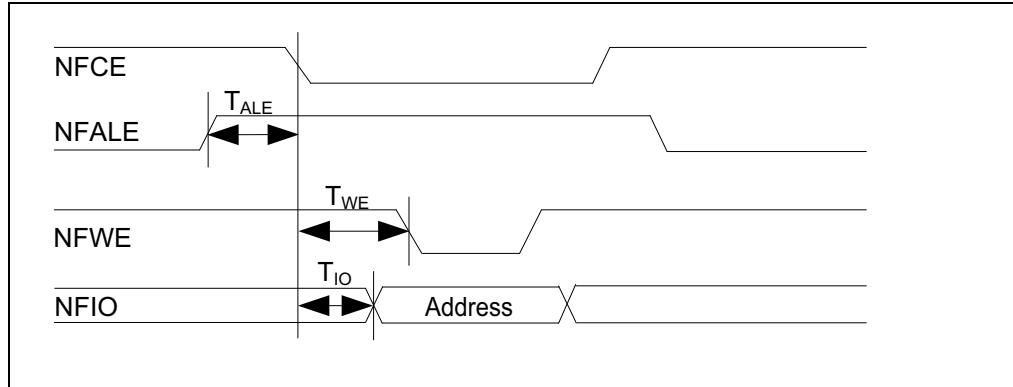 NFCE
TALE
NFALE
TWE
NFWE
TIO
NFIO
Address